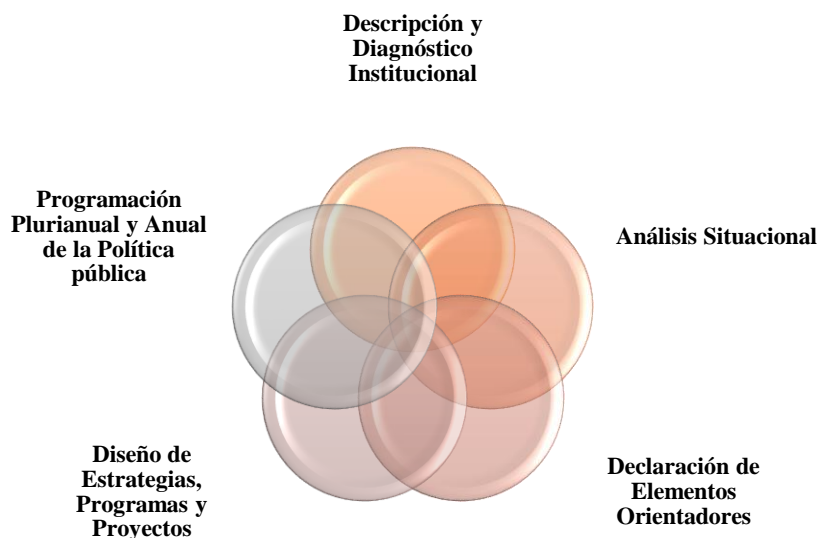 Descripción y
Diagnóstico
Institucional
Programación
Plurianual y Anual
de la Política
pública
Análisis Situacional
Diseño de
Estrategias,
Programas y
Proyectos
Declaración de
Elementos
Orientadores